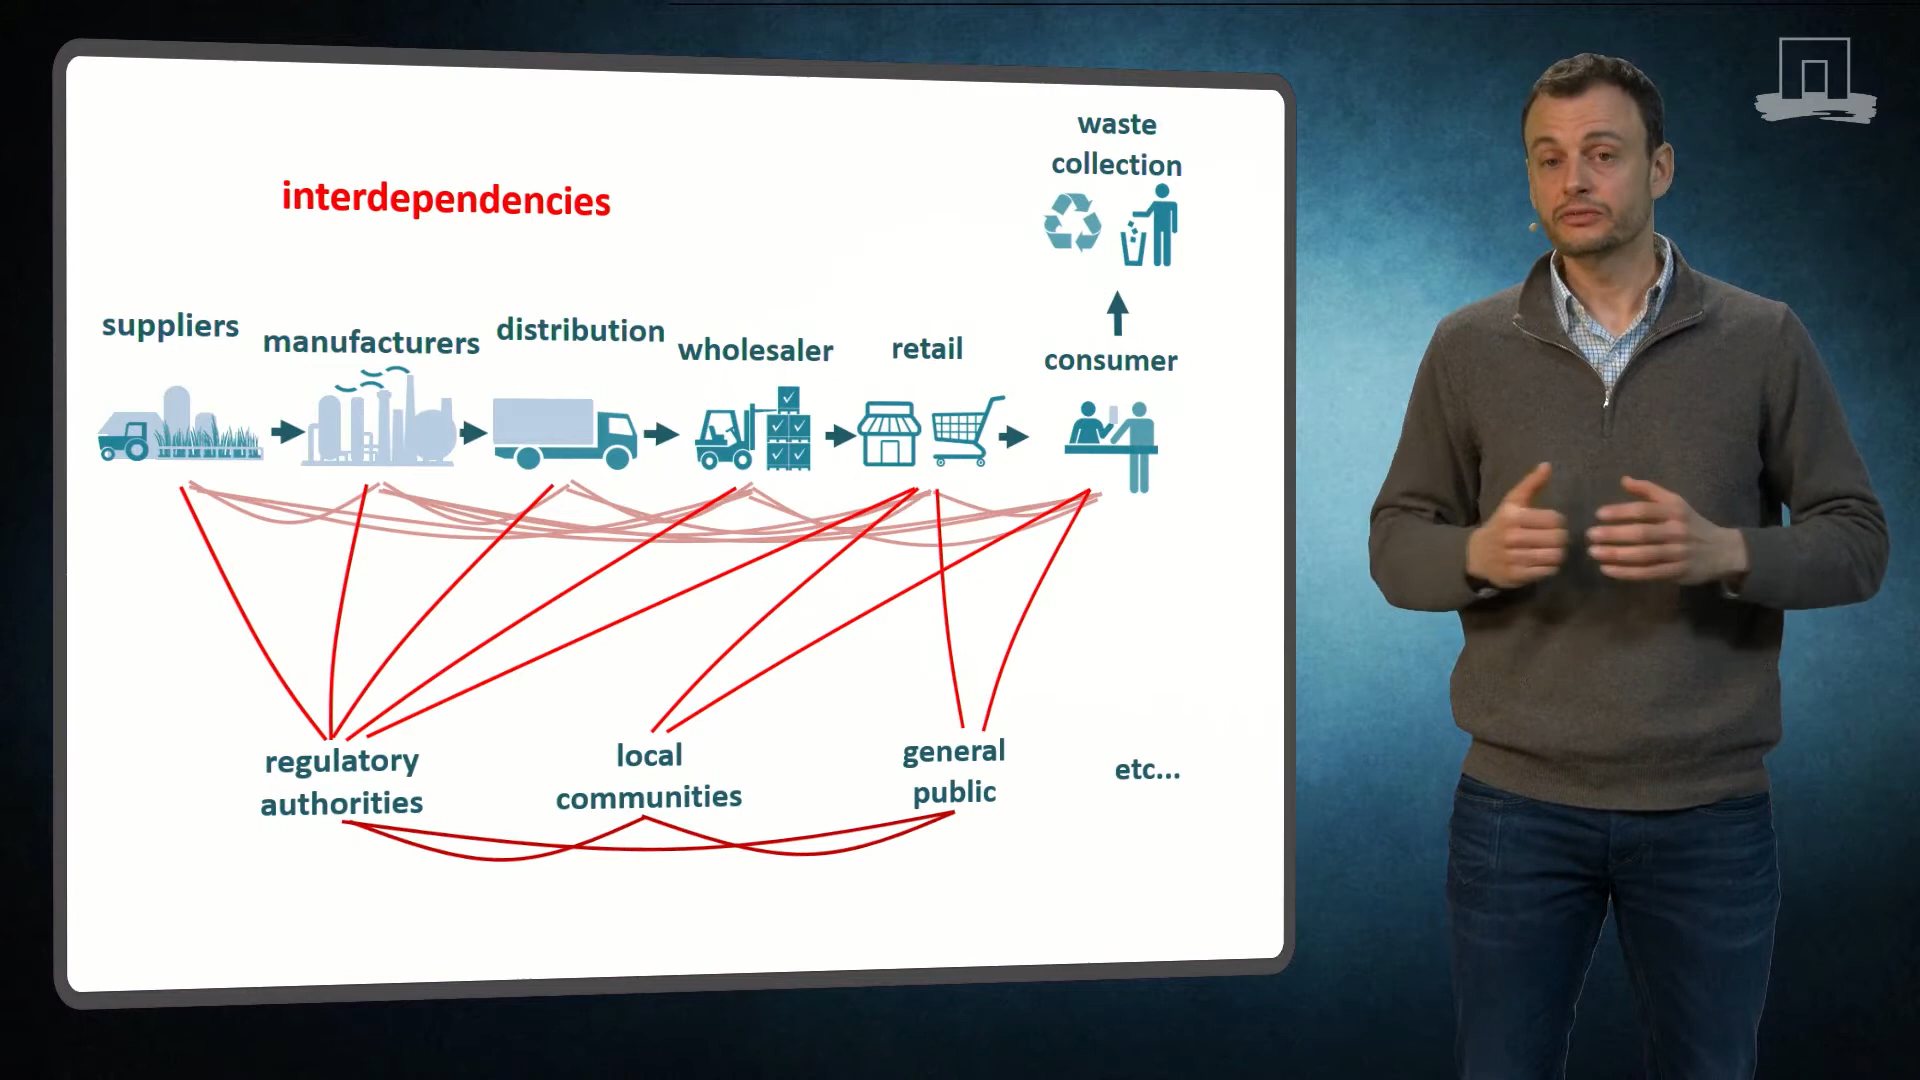 waste
collection
interdependencies
suppliers
manufacturers
distribution
wholesaler
retail
consumer
regulatory
authorities
local
communities
general
public
etc...